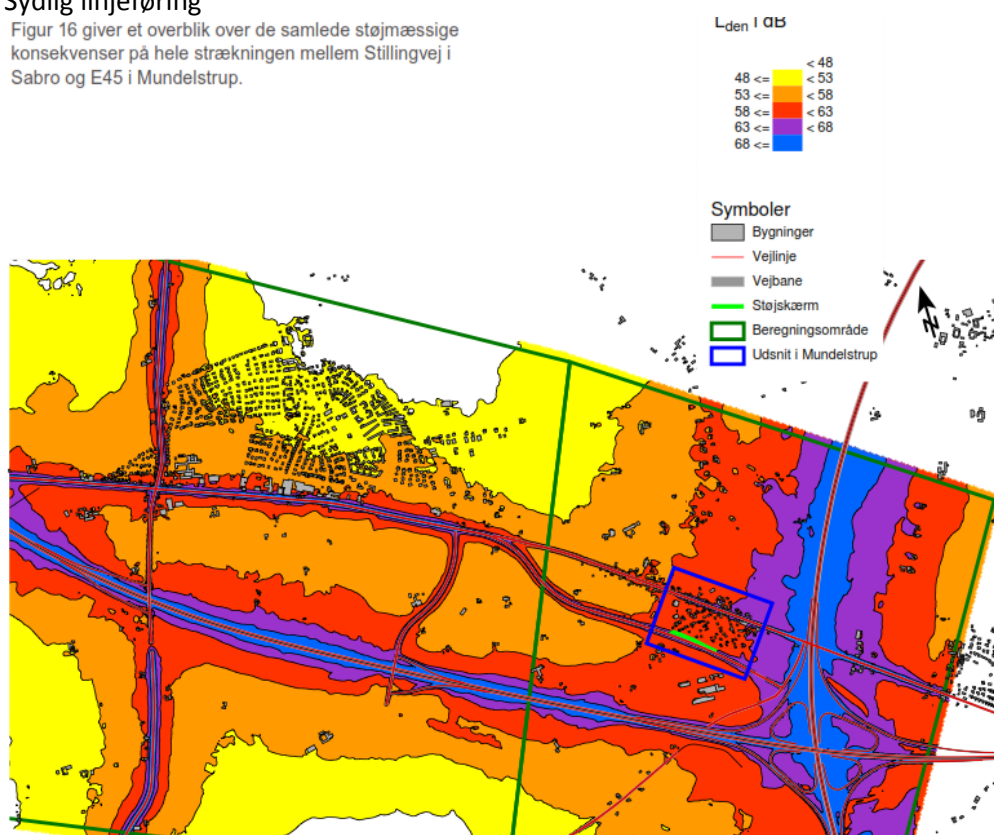 Sydlig linjeføring
Figur 16 giver et overblik over de samlede støjmæssige
konsekvenser på hele strækningen mellem Stillingvej i
Sabro og E45 i Mundelstrup.
Lden i dB
< 48
48 <= < 53
53 <= < 58
58 <= < 63
63 <= < 68
68 <=
Symboler
Bygninger
Vejlinje
Vejbane
Støjskærm
Beregningsområde
Udsnit i Mundelstrup
N